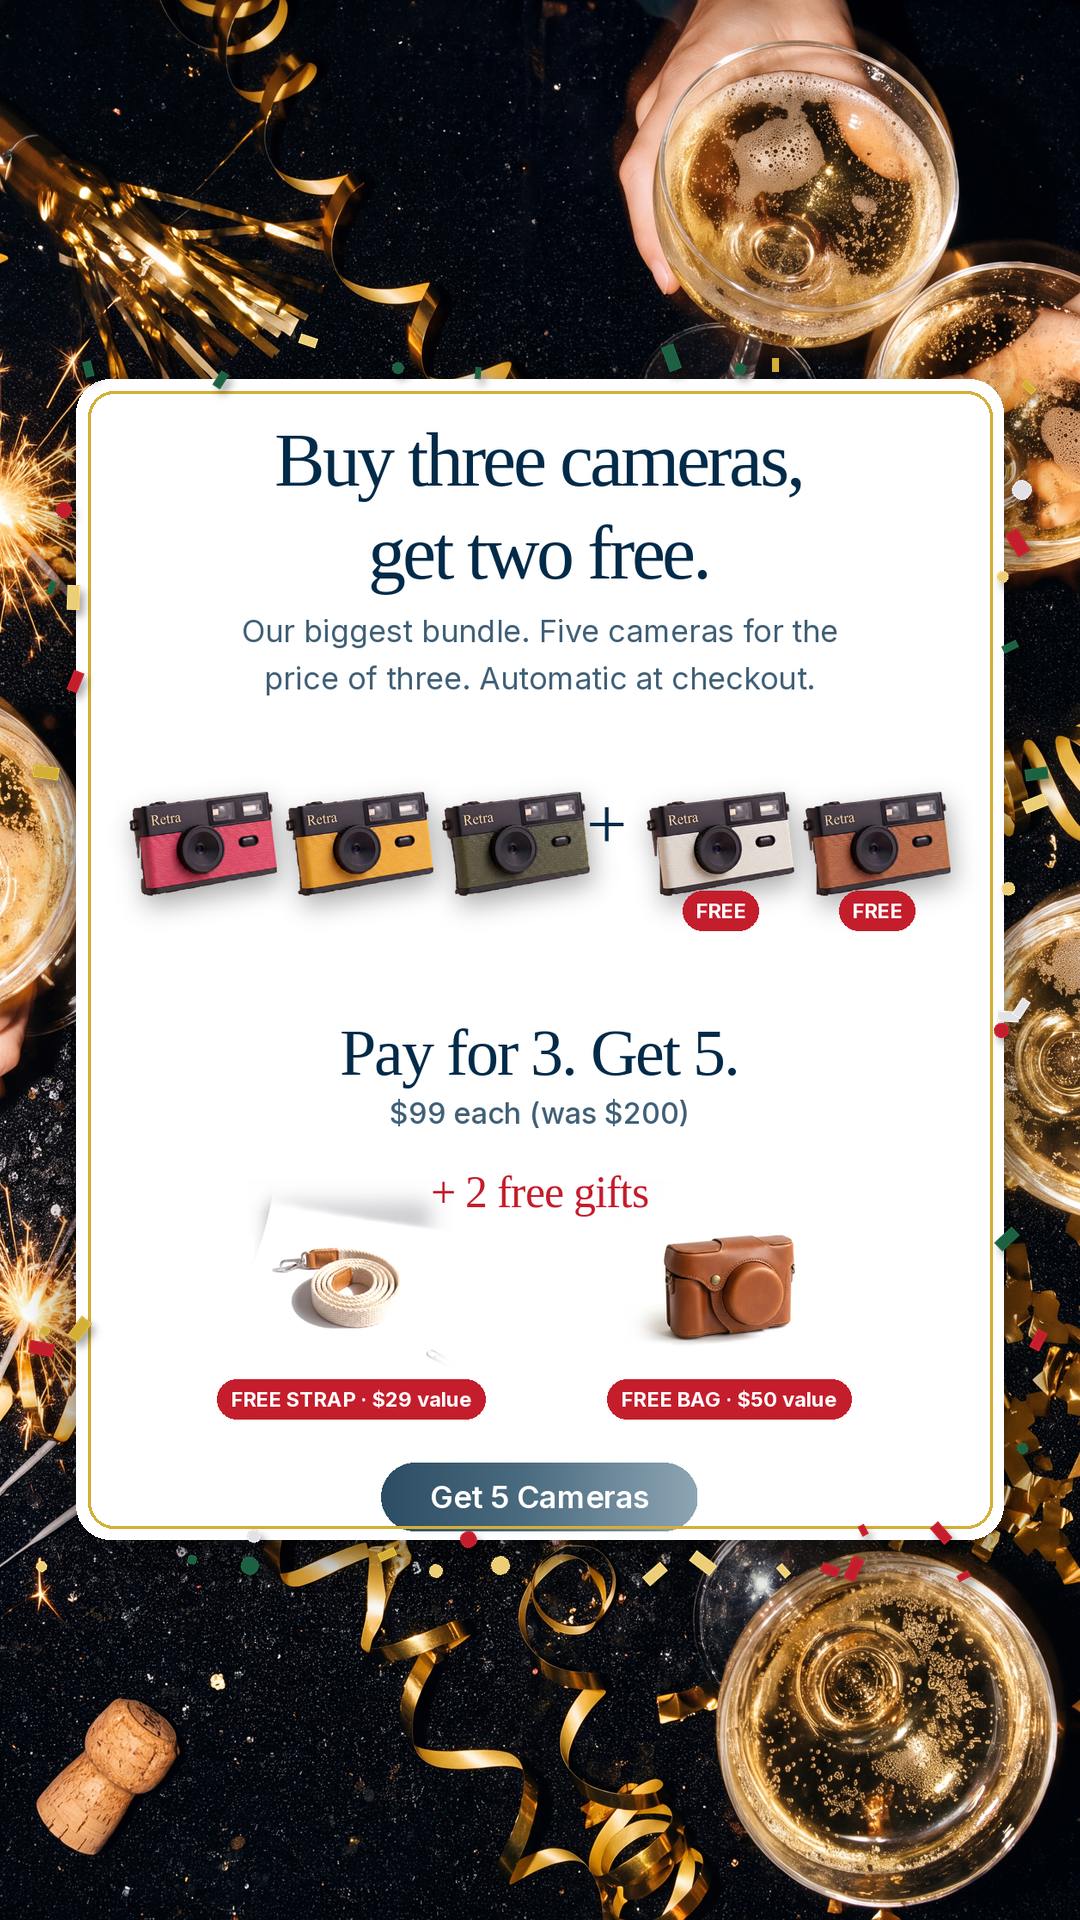 Buy three cameras,
get two free.
Our biggest bundle. Five cameras for the
price of three. Automatic at checkout.
Retra Retra Retra + Retra Retra
FREE FREE
Pay for 3. Get 5.
$99 each (was $200)
+ 2 free gifts
FREE STRAP · $29 value FREE BAG · $50 value
Get 5 Cameras